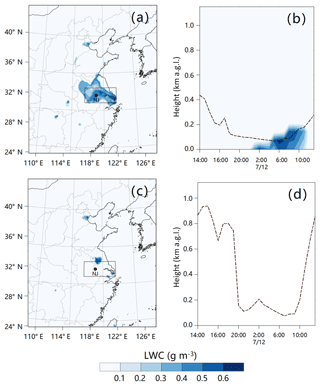 (a)
40° N
36° N
32° N
28° N
24° N
110° E 114° E 118° E 122° E 126° E
(b)
Height (km a.g.l.)
1.0
0.8
0.6
0.4
0.2
0.0
14:00 18:00 22:00 2:00 6:00 10:00
7/12
(c)
40° N
36° N
32° N
28° N
24° N
NJ
110° E 114° E 118° E 122° E 126° E
(d)
Height (km a.g.l.)
1.0
0.8
0.6
0.4
0.2
0.0
14:00 18:00 22:00 2:00 6:00 10:00
7/12
LWC (g m⁻³)
0.1 0.2 0.3 0.4 0.5 0.6